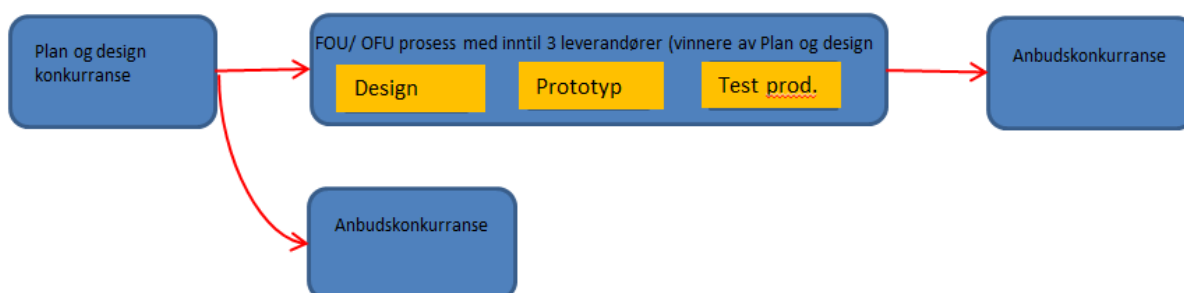 Plan og design
konkurranse
FOU/ OFU prosess med inntil 3 leverandører (vinnere av Plan og design
Design
Prototyp
Test prod.
Anbudskonkurranse
Anbudskonkurranse